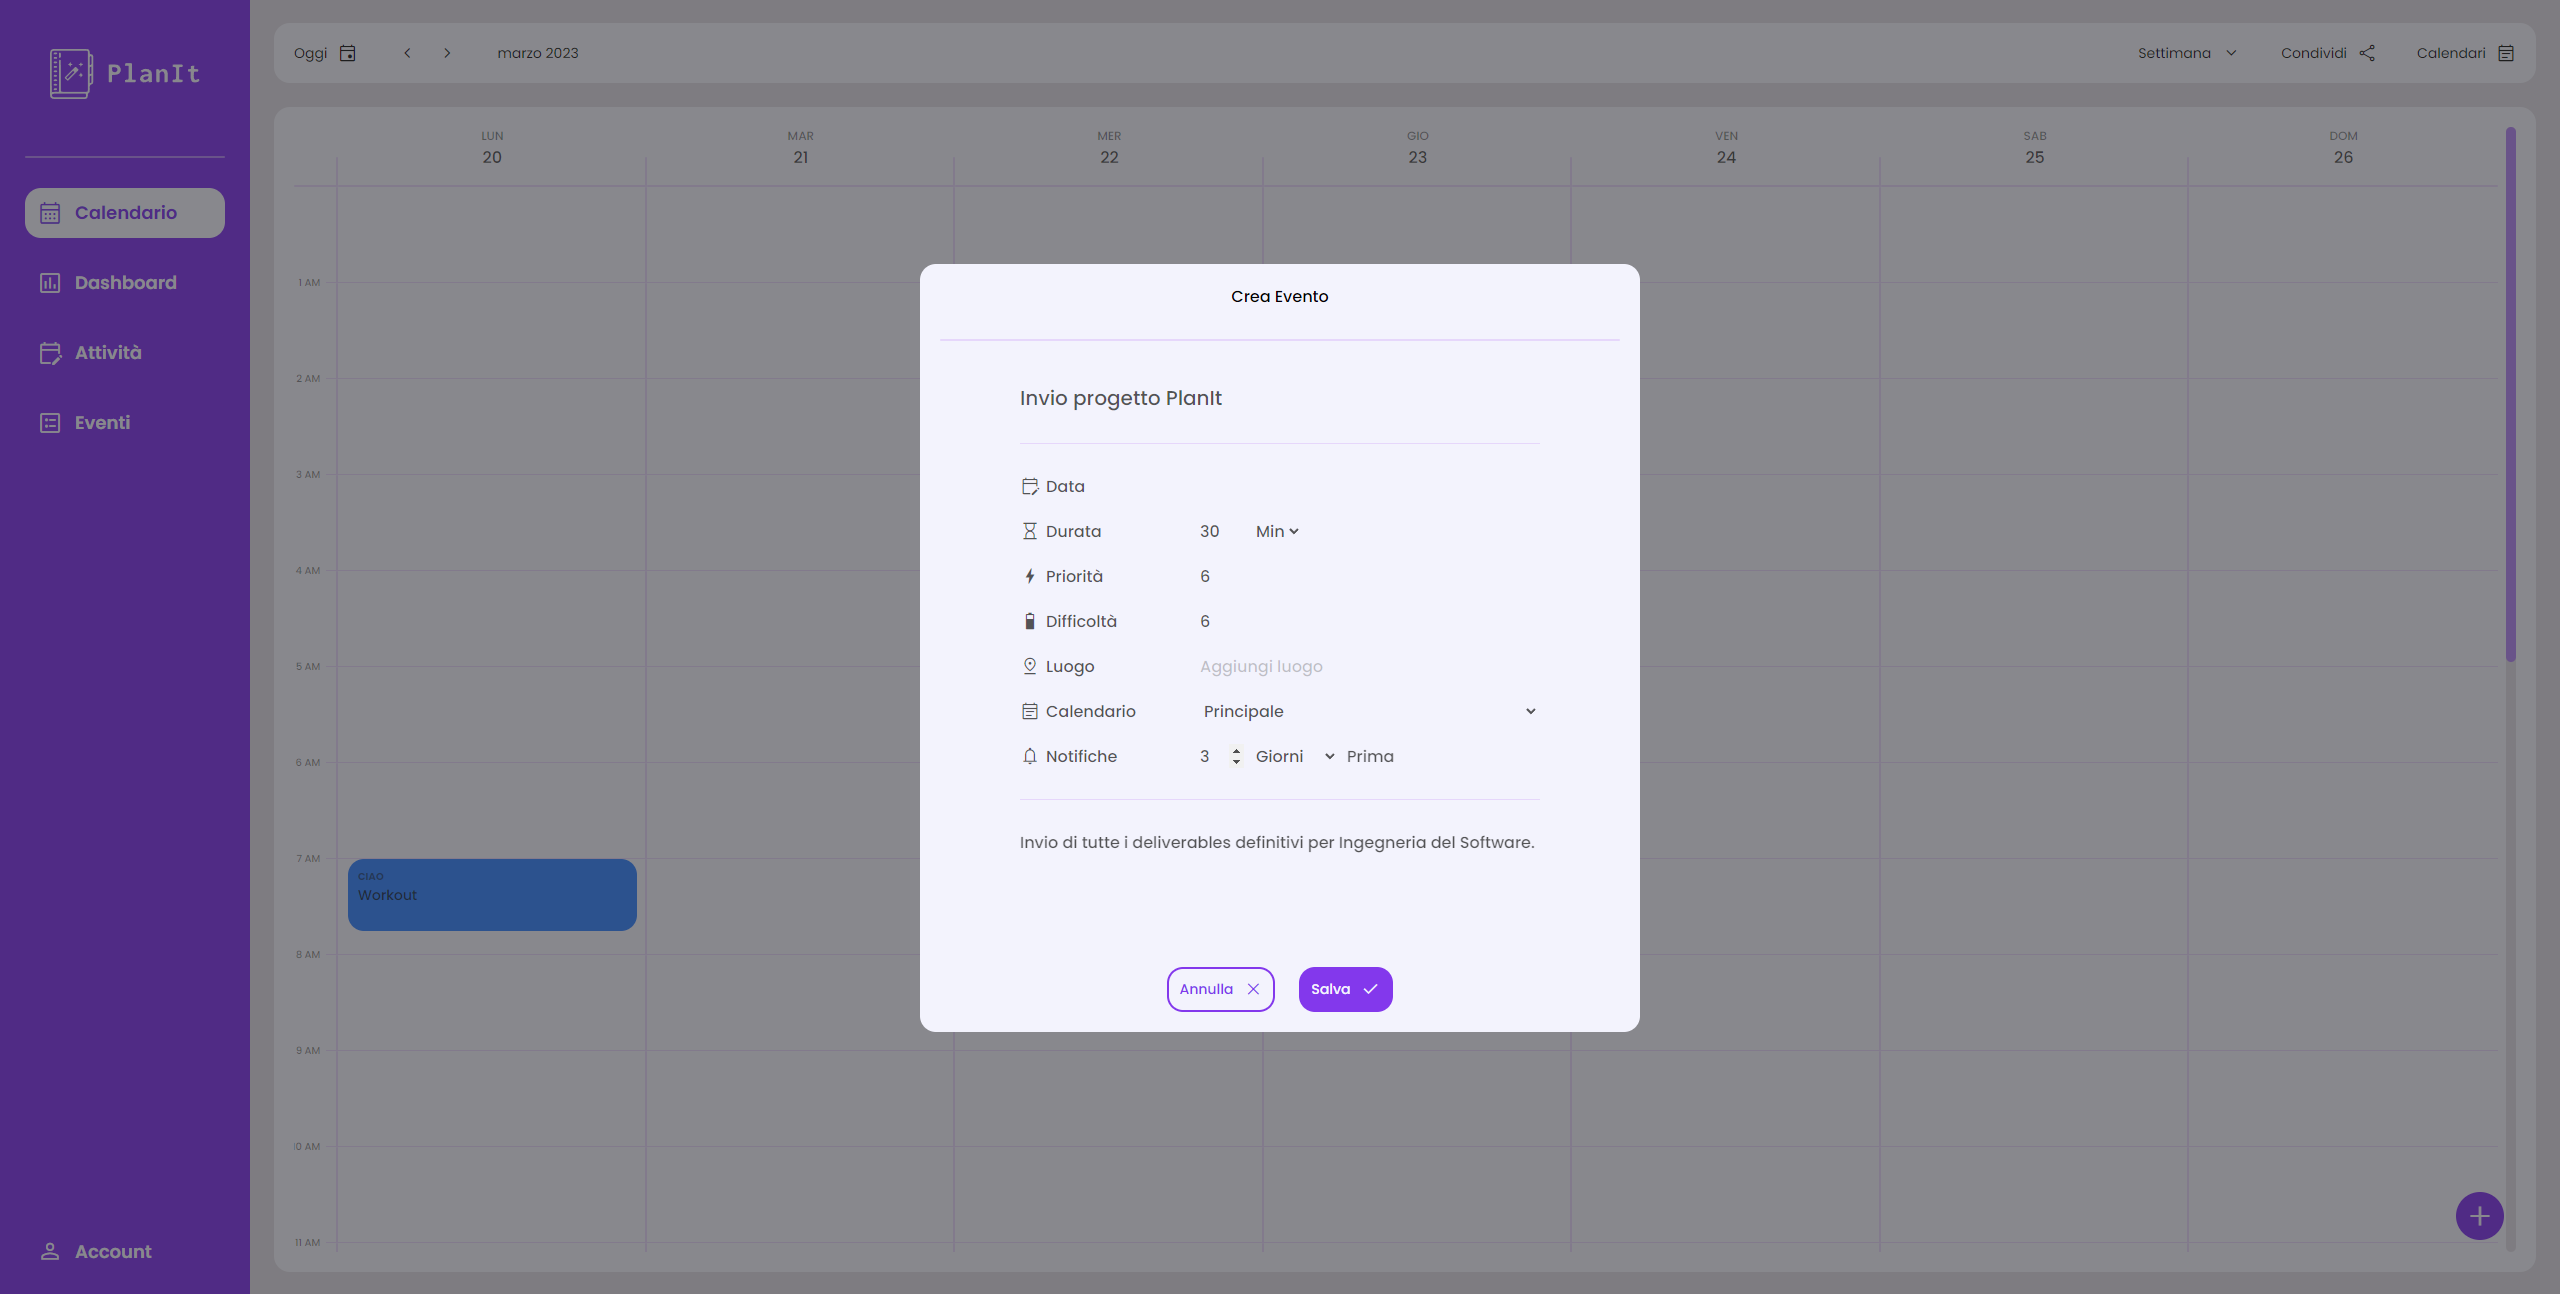 PlanIt
Calendario
Dashboard
Attività
Eventi
Account
Oggi
marzo 2023
Settimana
Condividi
Calendari
LUN
20
MAR
21
MER
22
GIO
23
VEN
24
SAB
25
DOM
26
1 AM
2 AM
3 AM
4 AM
5 AM
6 AM
7 AM
8 AM
9 AM
10 AM
11 AM
CIAO
Workout
Crea Evento
Invio progetto PlanIt
Data
Durata 30 Min
Priorità 6
Difficoltà 6
Luogo Aggiungi luogo
Calendario Principale
Notifiche 3 Giorni Prima
Invio di tutte i deliverables definitivi per Ingegneria del Software.
Annulla
Salva